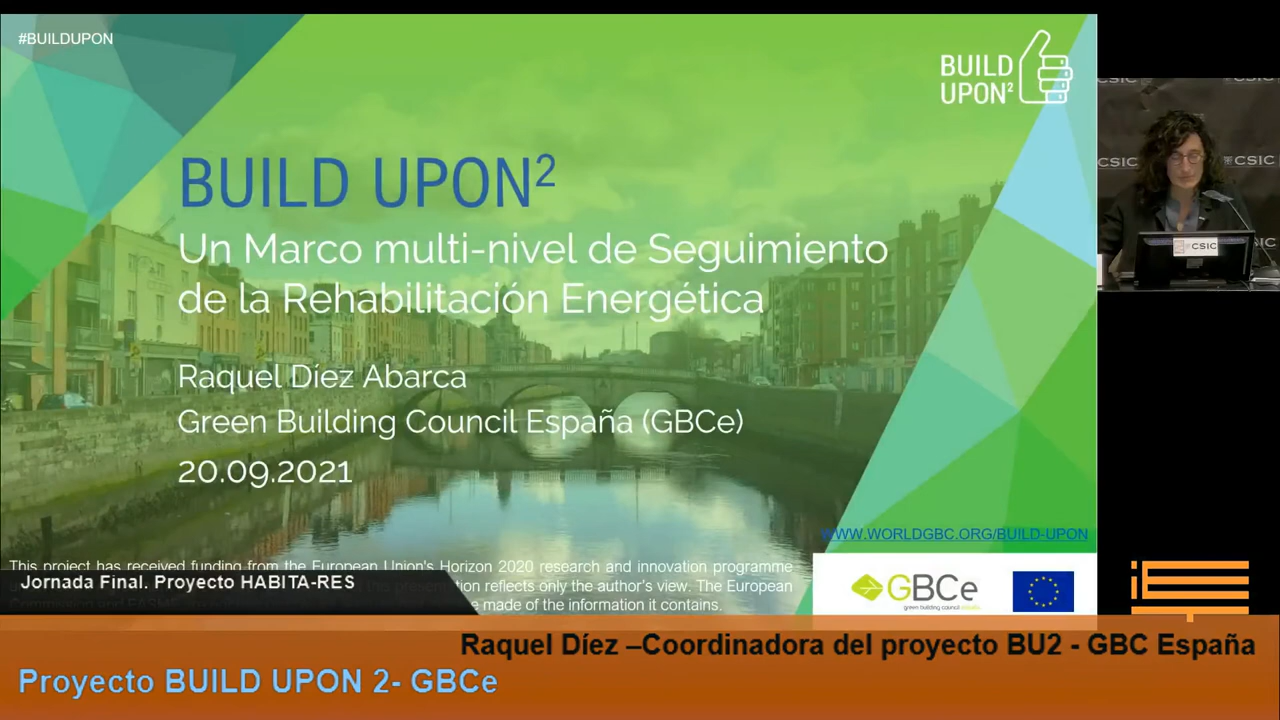 #BUILDUPON
BUILD
UPON²
BUILD UPON²
Un Marco multi-nivel de Seguimiento
de la Rehabilitación Energética
Raquel Díez Abarca
Green Building Council España (GBCe)
20.09.2021
WWW.WORLDGBC.ORG/BUILD-UPON
This project has received funding from the European Union's Horizon 2020 research and innovation programme
reflects only the author's view. The European
made of the information it contains.
GBCe
green building council españa
CSIC
CSIC
CSIC
CSIC
Jornada Final. Proyecto HABITA-RES
Raquel Díez –Coordinadora del proyecto BU2 - GBC España
Proyecto BUILD UPON 2- GBCe